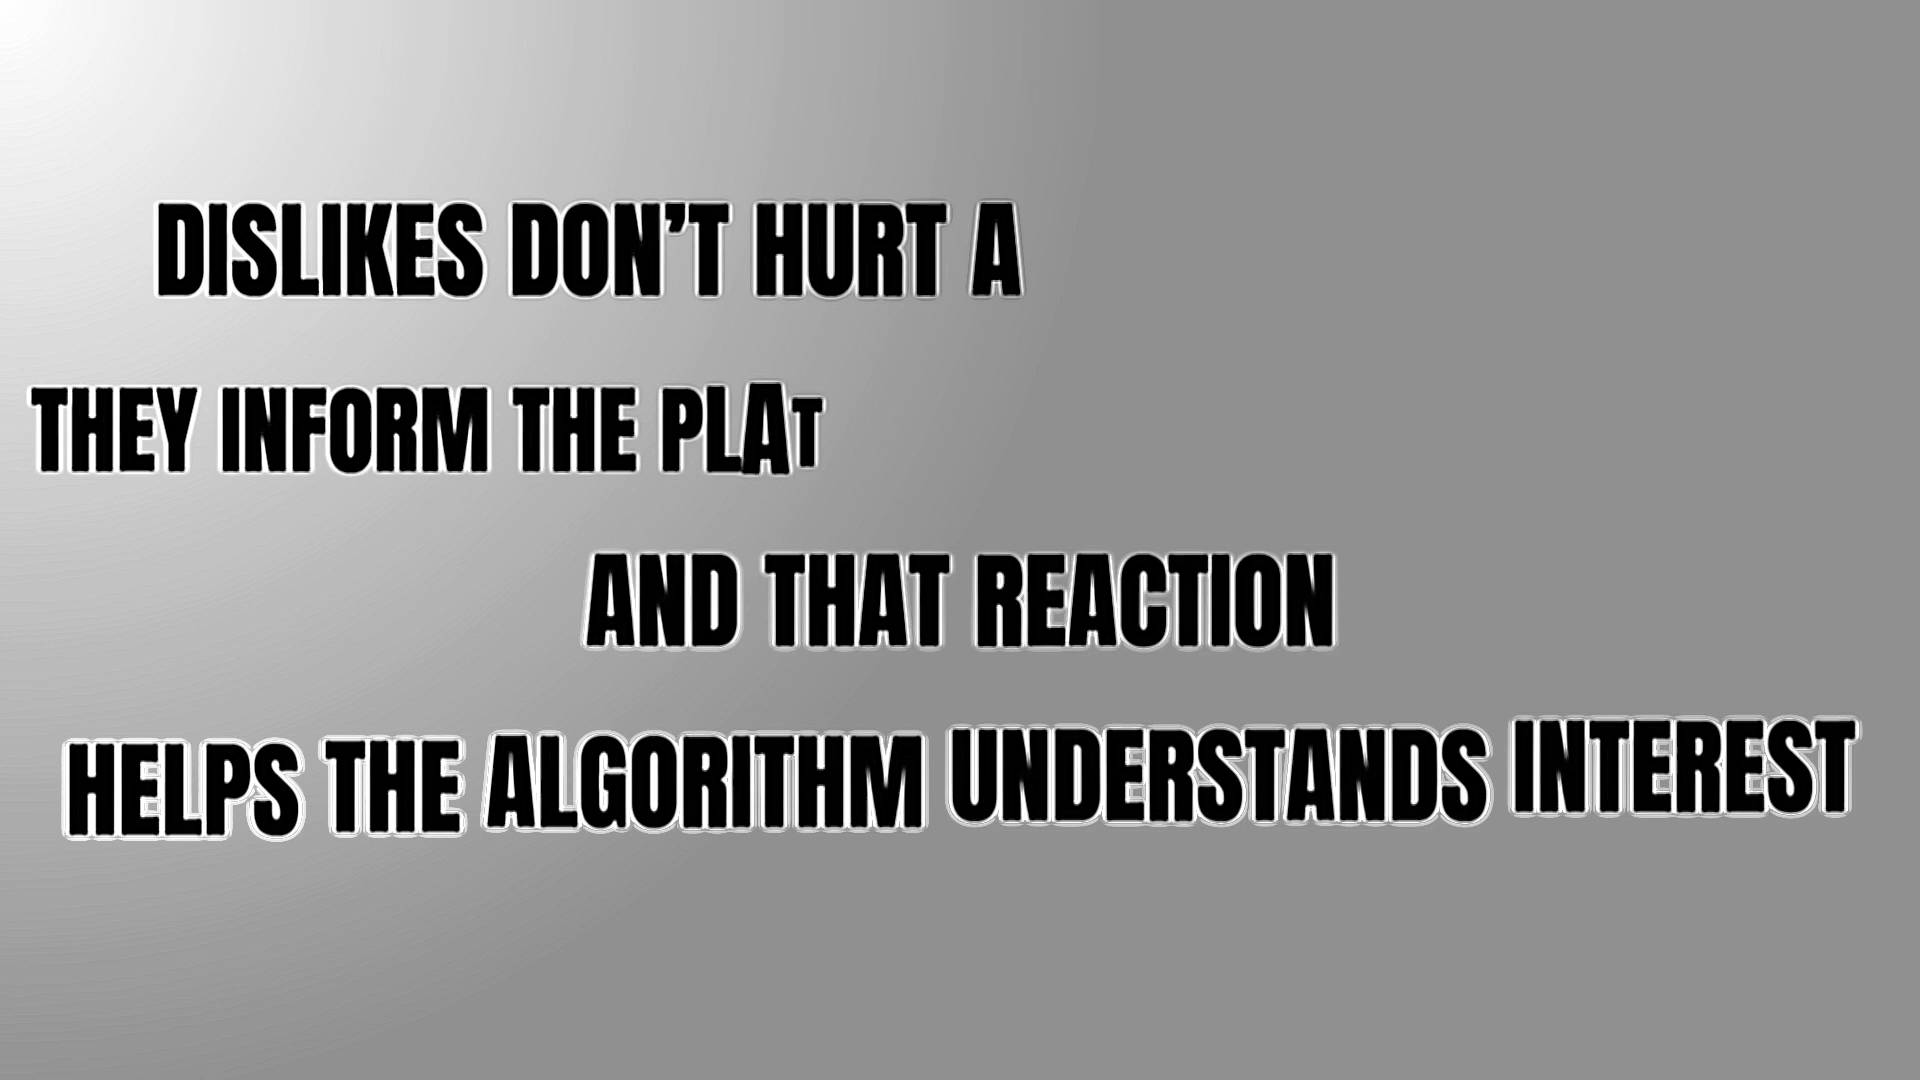 DISLIKES DON’T HURT A
THEY INFORM THE PLAT
AND THAT REACTION
HELPS THE ALGORITHM UNDERSTANDS INTEREST